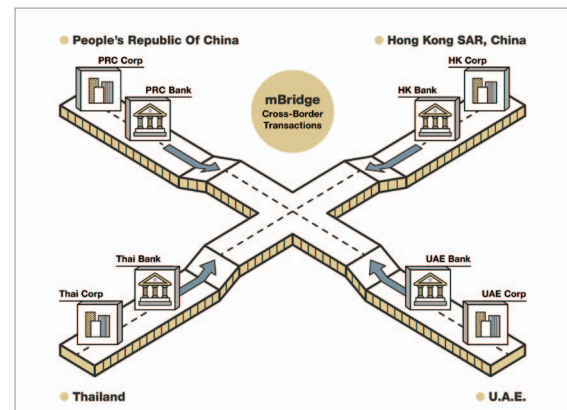 People's Republic Of China
Hong Kong SAR, China
PRC Corp
HK Corp
PRC Bank
HK Bank
mBridge
Cross-Border
Transactions
Thai Bank
UAE Bank
Thai Corp
UAE Corp
Thailand
U.A.E.